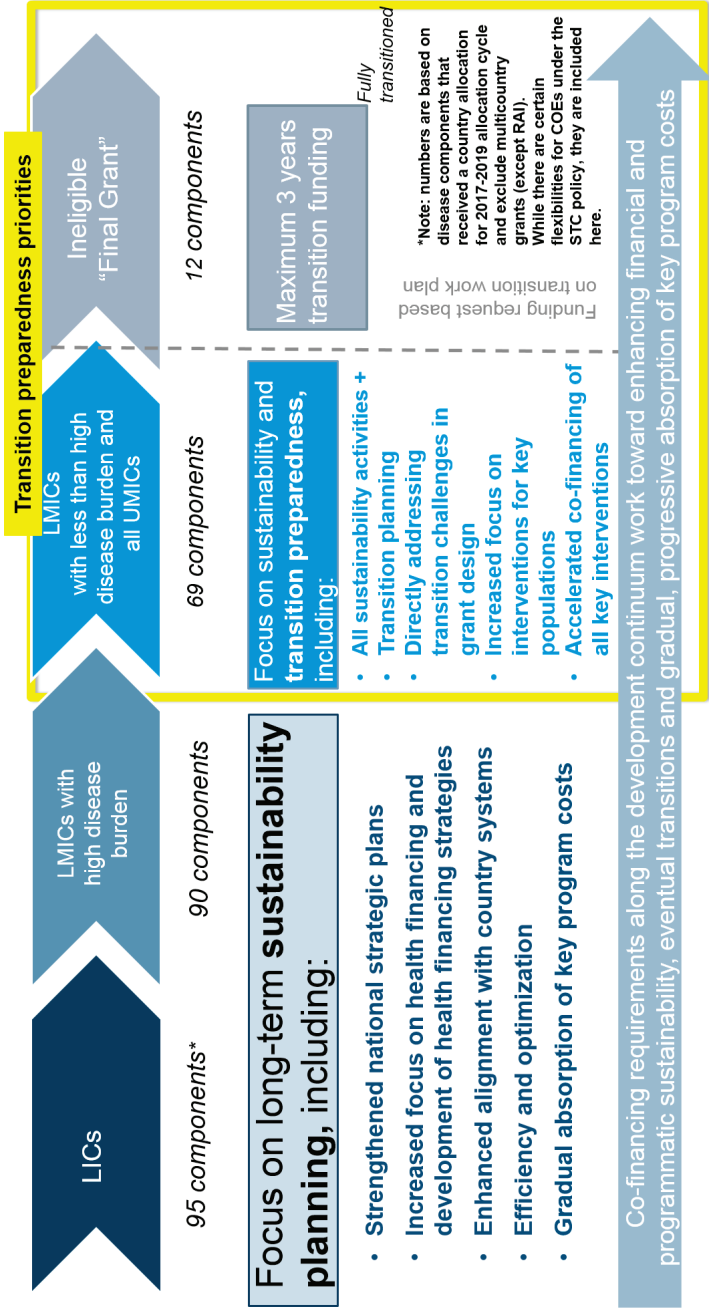 Transition preparedness priorities
LICs
LMICs with
high disease
burden
LMICs
with less than high
disease burden and
all UMICs
Ineligible
“Final Grant”
95 components*
90 components
69 components
12 components
Focus on long-term sustainability
planning, including:
• Strengthened national strategic plans
• Increased focus on health financing and
development of health financing strategies
• Enhanced alignment with country systems
• Efficiency and optimization
• Gradual absorption of key program costs
Focus on sustainability and
transition preparedness,
including:
• All sustainability activities +
• Transition planning
• Directly addressing
transition challenges in
grant design
• Increased focus on
interventions for key
populations
• Accelerated co-financing of
all key interventions
Maximum 3 years
transition funding
Fully
transitioned
Funding request based
on transition work plan
*Note: numbers are based on
disease components that
received a country allocation
for 2017-2019 allocation cycle
and exclude multicountry
grants (except RAI).
While there are certain
flexibilities for COEs under the
STC policy, they are included
here.
Co-financing requirements along the development continuum work toward enhancing financial and
programmatic sustainability, eventual transitions and gradual, progressive absorption of key program costs